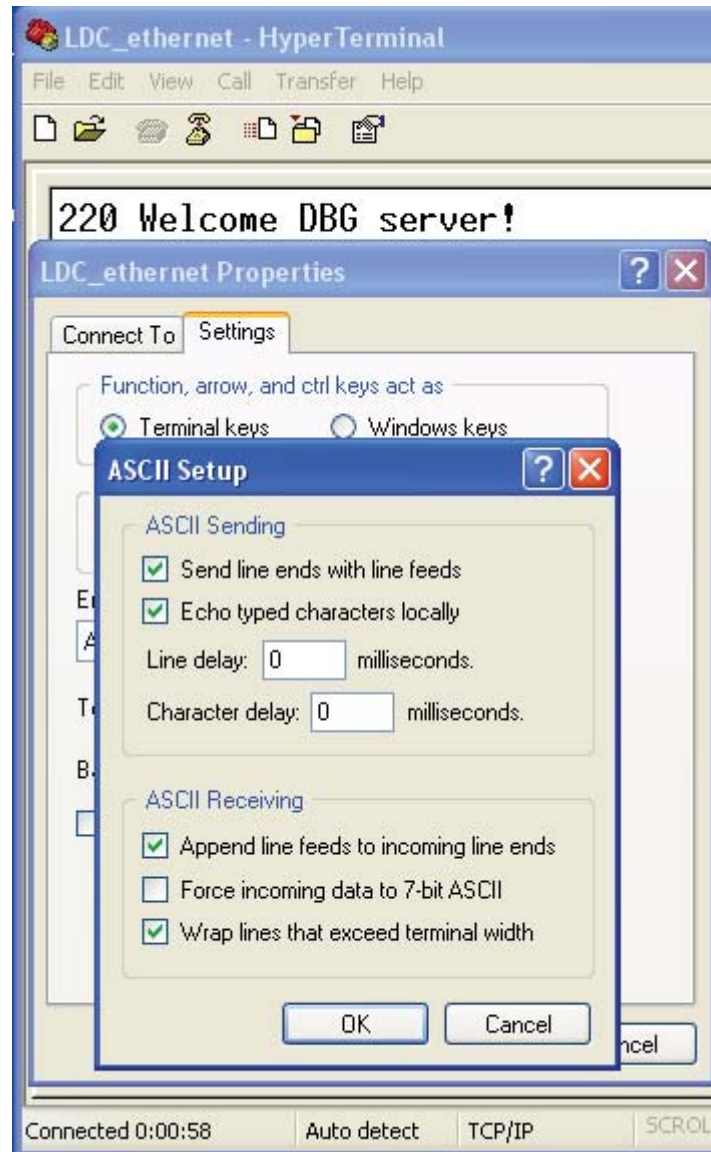 LDC_ethernet - HyperTerminal
File Edit View Call Transfer Help
220 Welcome DBG server!
LDC_ethernet Properties
Connect To Settings
Function, arrow, and ctrl keys act as
Terminal keys Windows keys
ASCII Setup
ASCII Sending
Send line ends with line feeds
Echo typed characters locally
Line delay: 0 milliseconds.
Character delay: 0 milliseconds.
ASCII Receiving
Append line feeds to incoming line ends
Force incoming data to 7-bit ASCII
Wrap lines that exceed terminal width
OK Cancel
Connected 0:00:58 Auto detect TCP/IP SCROL